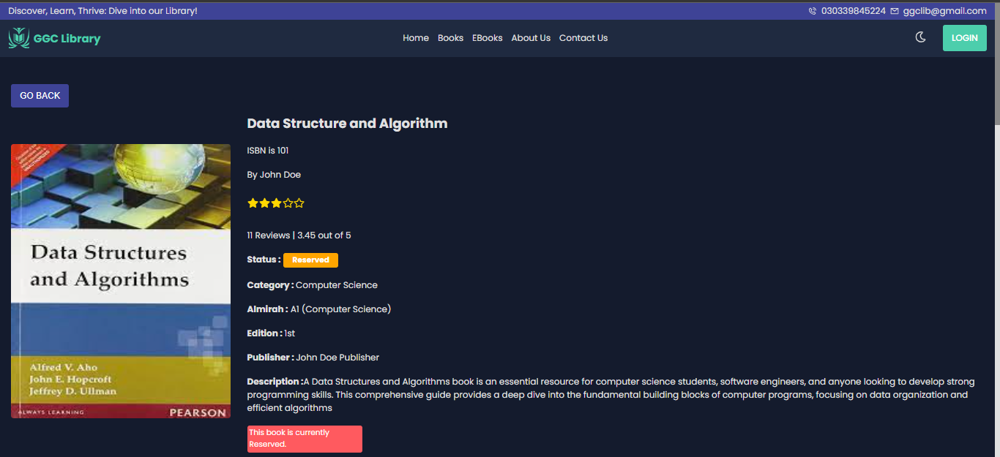 Discover, Learn, Thrive: Dive into our Library!
030339845224 ggclib@gmail.com
GGC Library
Home Books EBooks About Us Contact Us
LOGIN
GO BACK
Data Structure and Algorithm
ISBN is 101
By John Doe
11 Reviews | 3.45 out of 5
Status : Reserved
Category : Computer Science
Almirah : A1 (Computer Science)
Edition : 1st
Publisher : John Doe Publisher
Description :A Data Structures and Algorithms book is an essential resource for computer science students, software engineers, and anyone looking to develop strong
programming skills. This comprehensive guide provides a deep dive into the fundamental building blocks of computer programs, focusing on data organization and
efficient algorithms
This book is currently
Reserved.
Data Structures
and Algorithms
Alfred V. Aho
John E. Hopcroft
Jeffrey D. Ullman
ALWAYS LEARNING
PEARSON